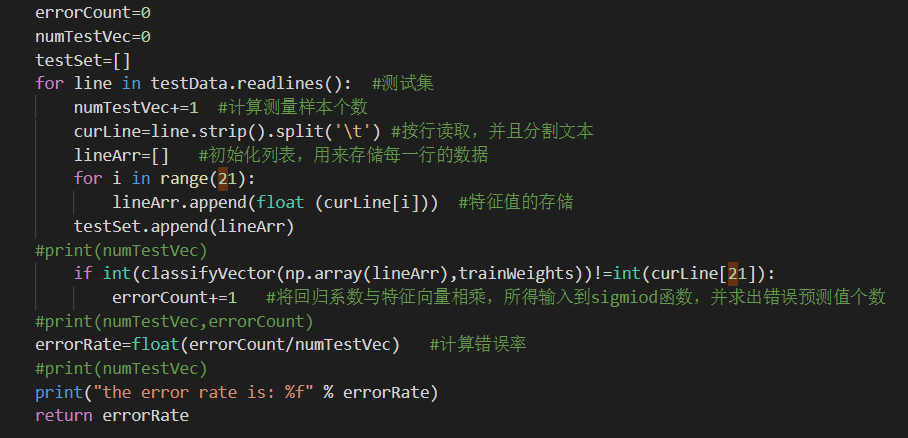 errorCount=0
numTestVec=0
testSet=[]
for line in testData.readlines():  #测试集
    numTestVec+=1  #计算测量样本个数
    curLine=line.strip().split('\t') #按行读取，并且分割文本
    lineArr=[]   #初始化列表，用来存储每一行的数据
    for i in range(21):
        lineArr.append(float (curLine[i]))  #特征值的存储
    testSet.append(lineArr)
#print(numTestVec)
    if int(classifyVector(np.array(lineArr),trainWeights))!=int(curLine[21]):
        errorCount+=1   #将回归系数与特征向量相乘，所得输入到sigmiod函数，并求出错误预测值个数
#print(numTestVec,errorCount)
errorRate=float(errorCount/numTestVec)   #计算错误率
#print(numTestVec)
print("the error rate is: %f" % errorRate)
return errorRate